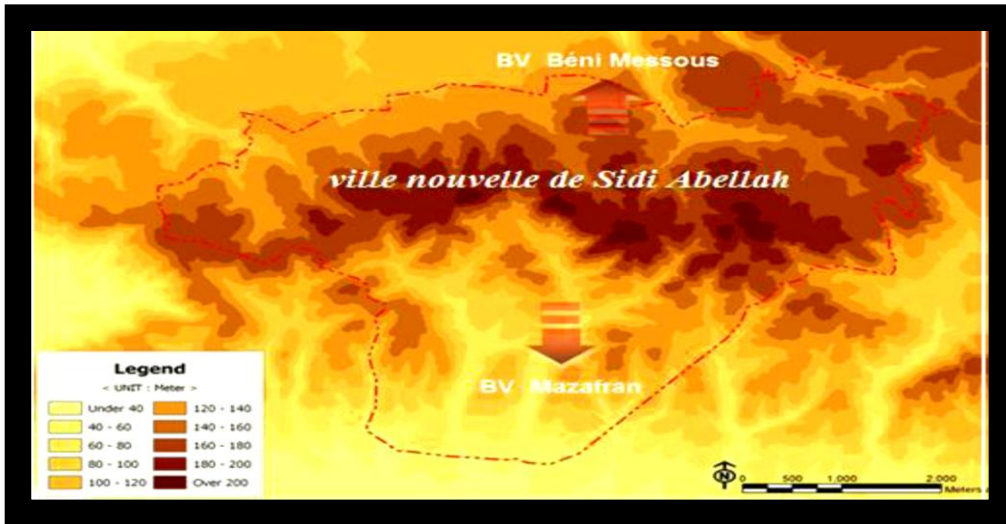 BV Béni Messous
ville nouvelle de Sidi Abellah
BV Mazafran
Legend
< UNIT : Meter >
Under 40
40 - 60
60 - 80
80 - 100
100 - 120
120 - 140
140 - 160
160 - 180
180 - 200
Over 200
N
0 500 1,000 2,000
Meters